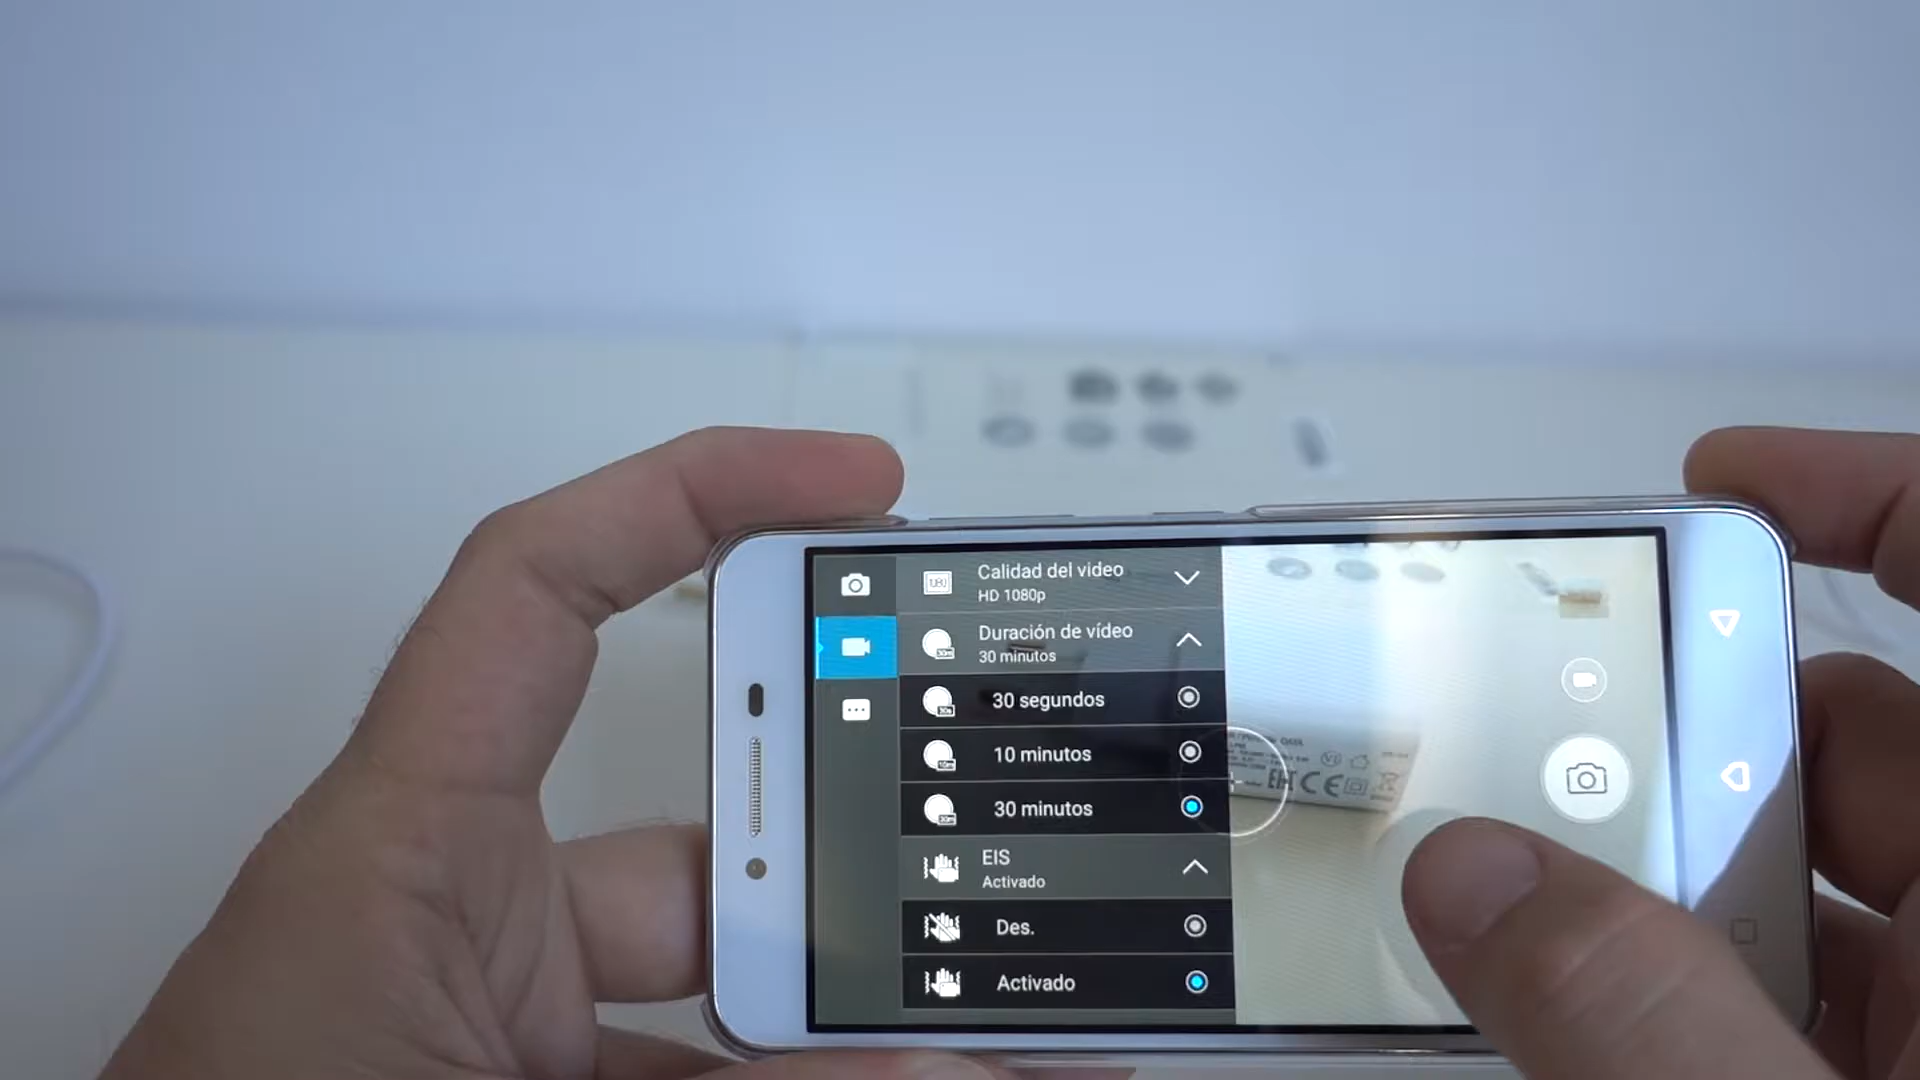 Calidad del video
HD 1080p
Duración de vídeo
30 minutos
30 segundos
10 minutos
30 minutos
EIS
Activado
Des.
Activado